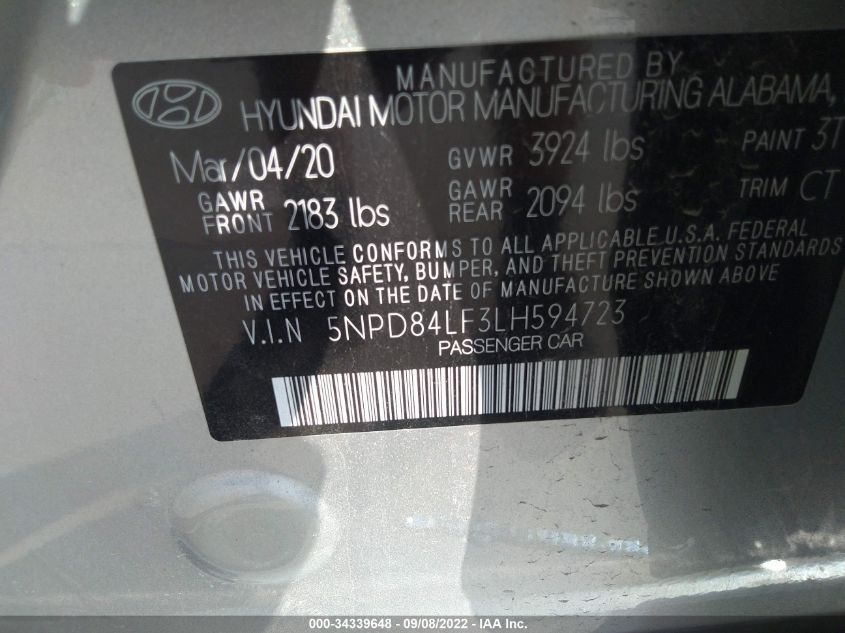 MANUFACTURED BY
HYUNDAI MOTOR MANUFACTURING ALABAMA,
Mar/04/20 GVWR 3924 lbs PAINT 3T
GAWR FRONT 2183 lbs GAWR REAR 2094 lbs TRIM CT
THIS VEHICLE CONFORMS TO ALL APPLICABLE U.S.A. FEDERAL
MOTOR VEHICLE SAFETY, BUMPER, AND THEFT PREVENTION STANDARDS
IN EFFECT ON THE DATE OF MANUFACTURE SHOWN ABOVE
V.I.N 5NPD84LF3LH594723
PASSENGER CAR
000-34339648 - 09/08/2022 - IAA Inc.